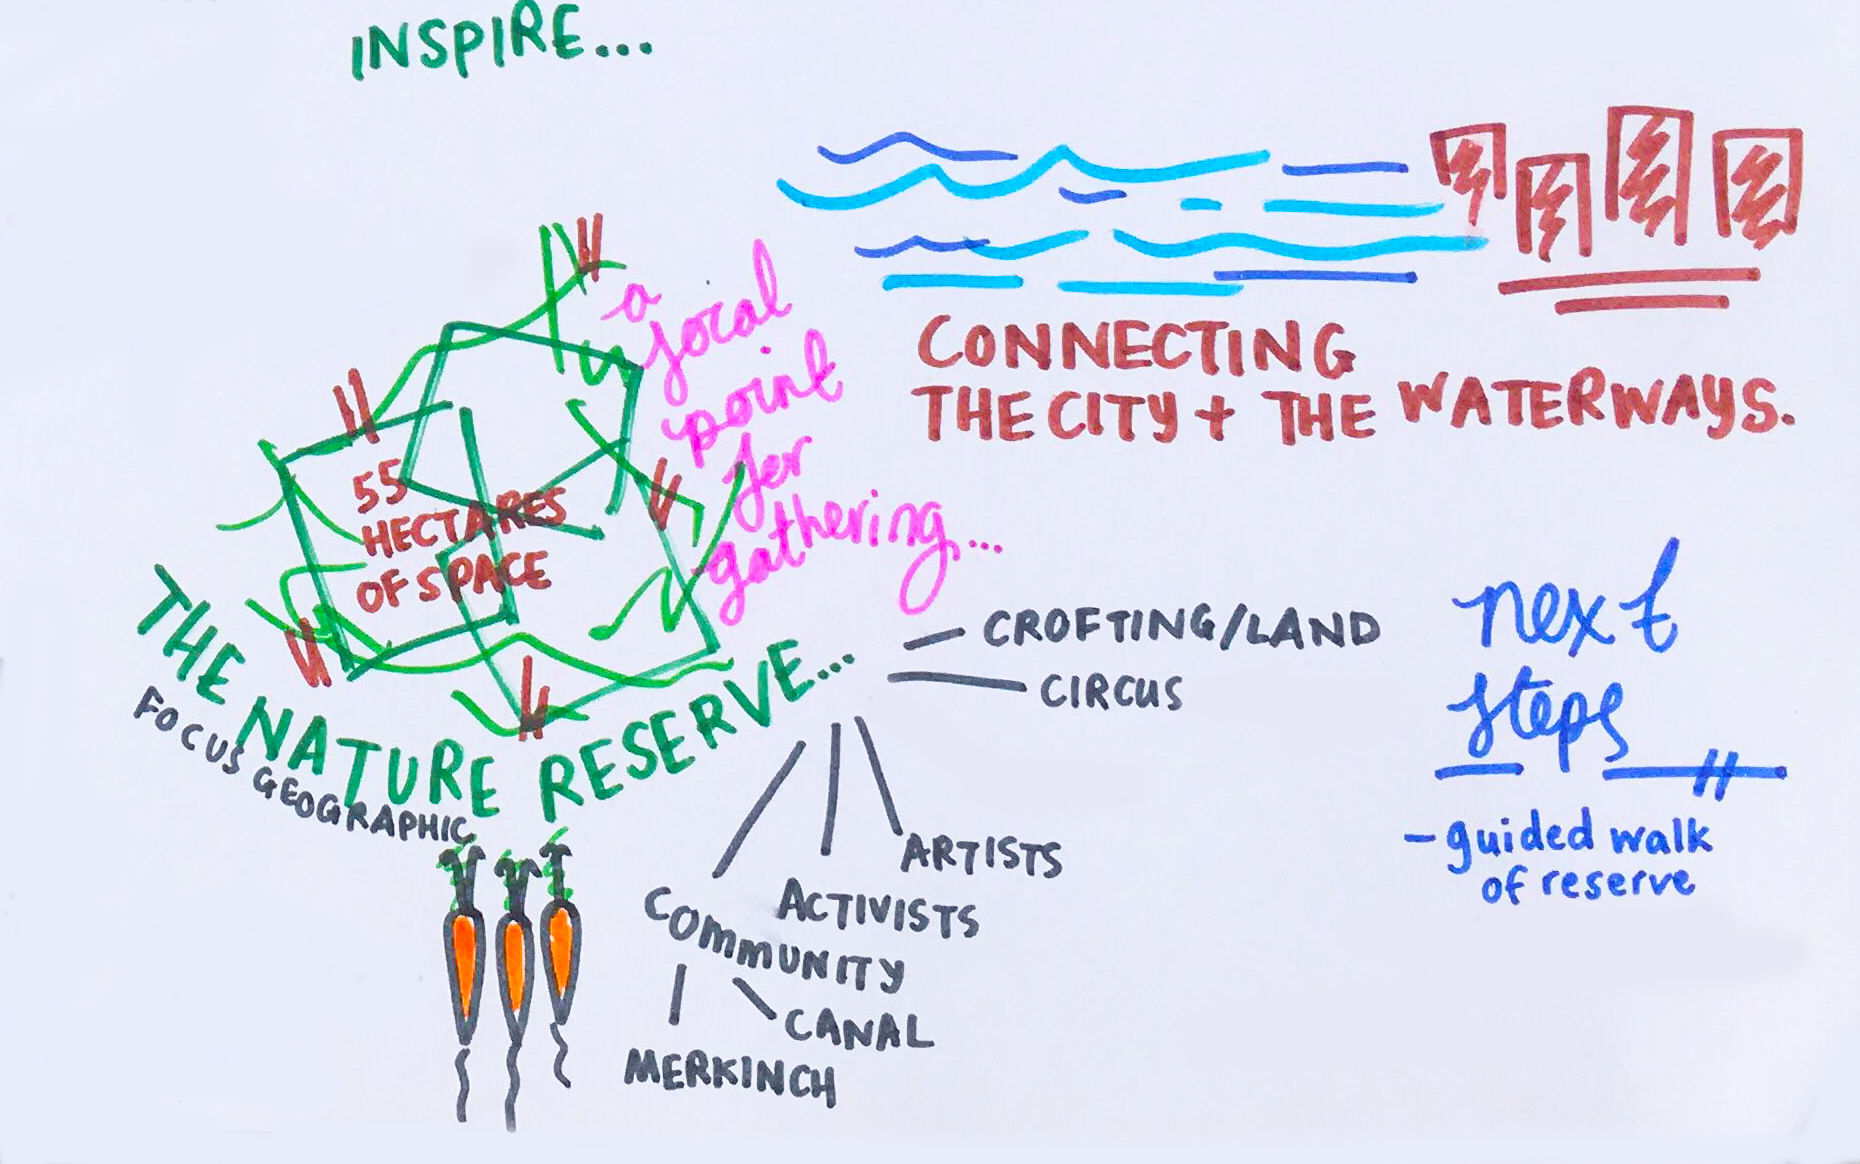 INSPIRE...
CONNECTING
THE CITY + THE WATERWAYS.
a
focal
point
for
gathering...
55
HECTARES
OF SPACE
THE NATURE RESERVE...
FOCUS GEOGRAPHIC
CROFTING/LAND
CIRCUS
ARTISTS
ACTIVISTS
COMMUNITY
CANAL
MERKINCH
next
steps
- guided walk
of reserve